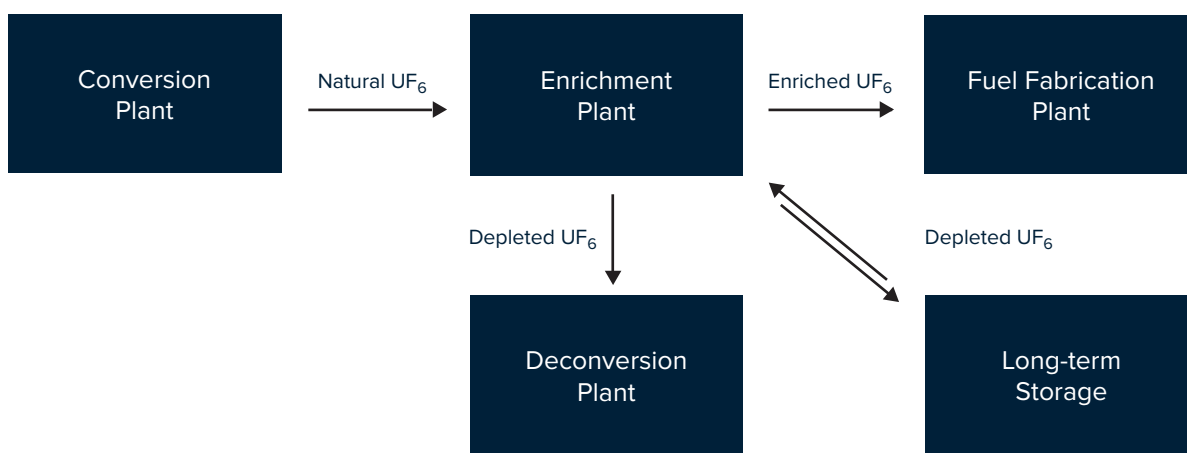 Conversion
Plant
Natural UF₆
Enrichment
Plant
Enriched UF₆
Fuel Fabrication
Plant
Depleted UF₆
Depleted UF₆
Deconversion
Plant
Long-term
Storage